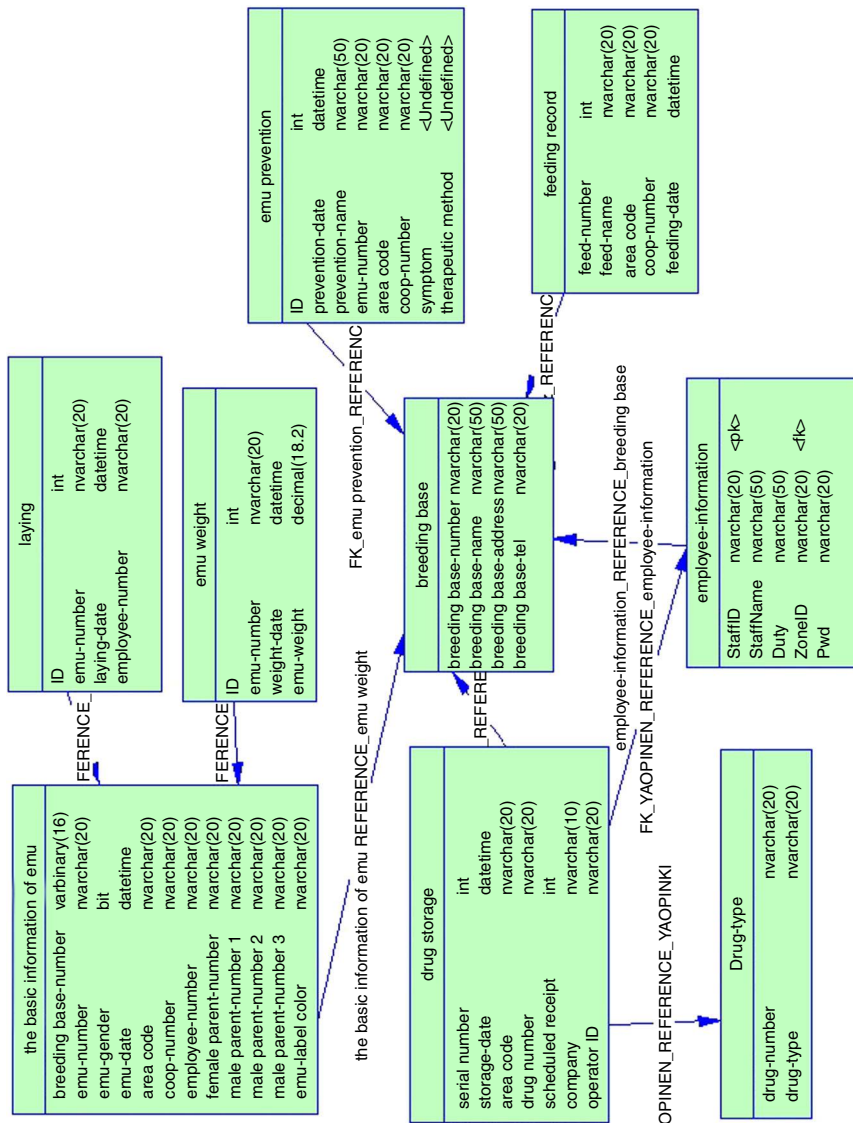 emu prevention
ID int
prevention-date datetime
prevention-name nvarchar(50)
emu-number nvarchar(20)
area code nvarchar(20)
coop-number nvarchar(20)
symptom <Undefined>
therapeutic method <Undefined>
feeding record
feed-number int
feed-name nvarchar(20)
area code nvarchar(20)
coop-number nvarchar(20)
feeding-date datetime
laying
ID int
emu-number nvarchar(20)
laying-date datetime
employee-number nvarchar(20)
emu weight
ID int
emu-number nvarchar(20)
weight-date datetime
emu-weight decimal(18.2)
FK_emu prevention_REFERENC
_REFERENC
breeding base
breeding base-number nvarchar(20)
breeding base-name nvarchar(50)
breeding base-address nvarchar(50)
breeding base-tel nvarchar(20)
employee-information_REFERENCE_breeding base
FK_YAOPINEN_REFERENCE_employee-information
employee-information
StaffID nvarchar(20) <pk>
StaffName nvarchar(50)
Duty nvarchar(50)
ZoneID nvarchar(20) <fk>
Pwd nvarchar(20)
FERENCE_
FERENCE
the basic information of emu
breeding base-number varbinary(16)
emu-number nvarchar(20)
emu-gender bit
emu-date datetime
area code nvarchar(20)
coop-number nvarchar(20)
employee-number nvarchar(20)
female parent-number nvarchar(20)
male parent-number 1 nvarchar(20)
male parent-number 2 nvarchar(20)
male parent-number 3 nvarchar(20)
emu-label color nvarchar(20)
the basic information of emu REFERENCE_emu weight
_REFERE
drug storage
serial number int
storage-date datetime
area code nvarchar(20)
drug number nvarchar(20)
scheduled receipt int
company nvarchar(10)
operator ID nvarchar(20)
OPINEN_REFERENCE_YAOPINKI
Drug-type
drug-number nvarchar(20)
drug-type nvarchar(20)